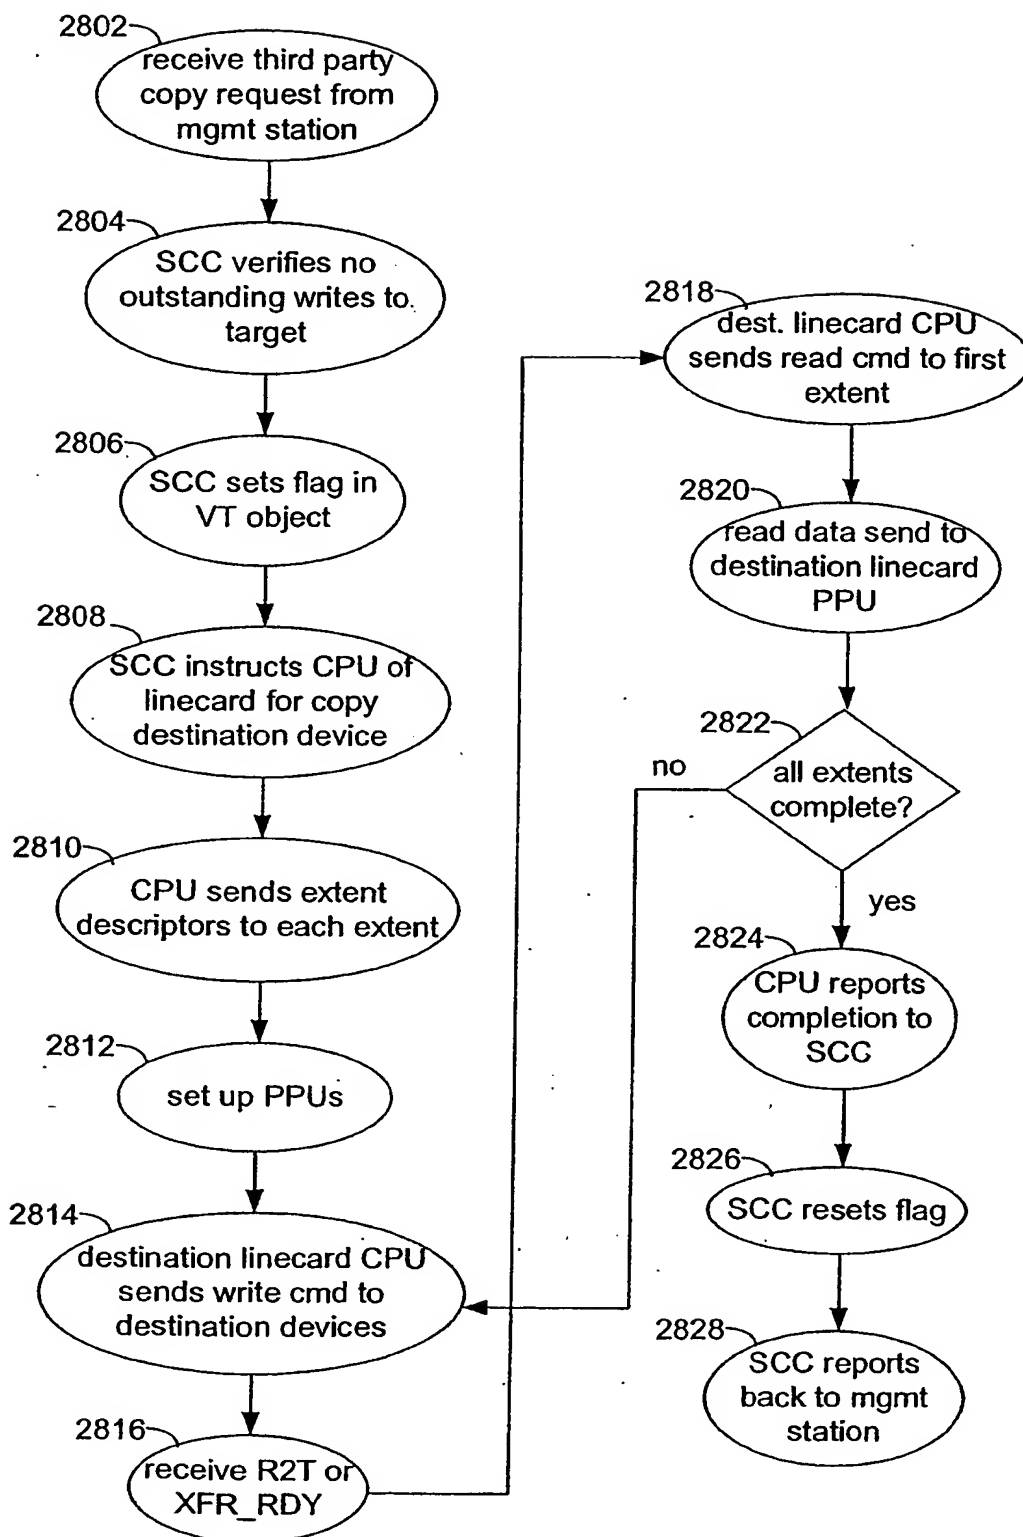 2802
receive third party
copy request from
mgmt station
2804
SCC verifies no
outstanding writes to.
target
2806
SCC sets flag in
VT object
2808
SCC instructs CPU of
linecard for copy
destination device
2810
CPU sends extent
descriptors to each extent
2812
set up PPUs
2814
destination linecard CPU
sends write cmd to
destination devices
2816
receive R2T or
XFR_RDY
2818
dest. linecard CPU
sends read cmd to first
extent
2820
read data send to
destination linecard
PPU
2822
all extents
complete?
no
yes
2824
CPU reports
completion to
SCC
2826
SCC resets flag
2828
SCC reports
back to mgmt
station